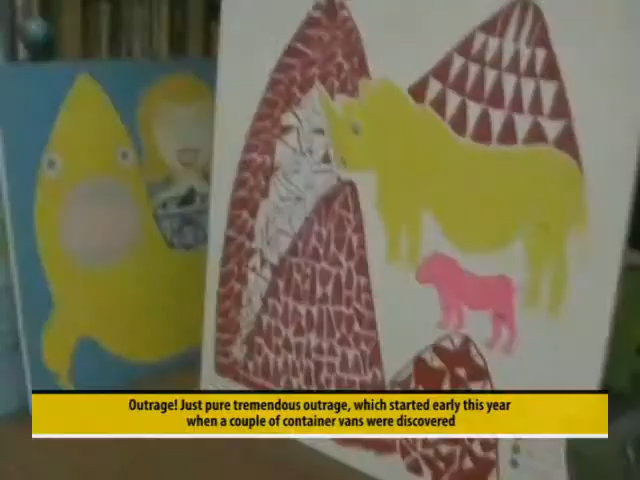 Outrage! Just pure tremendous outrage, which started early this year
when a couple of container vans were discovered